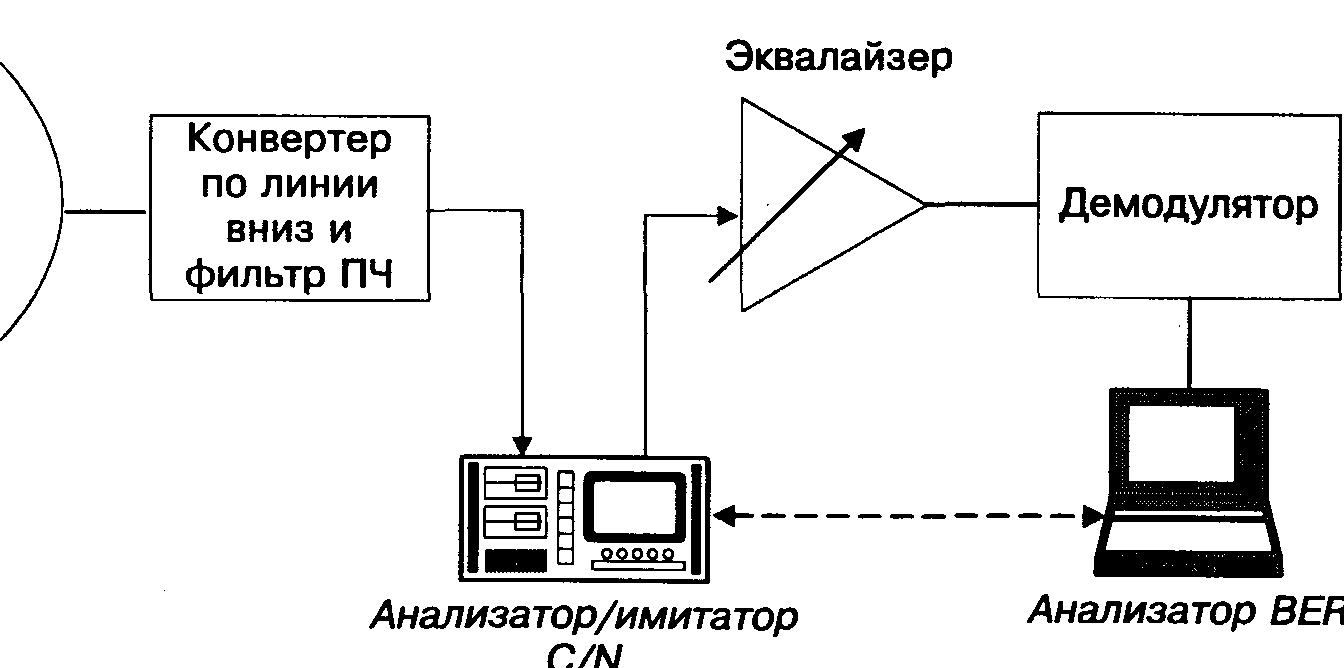 Эквалайзер
Конвертер
по линии
вниз и
фильтр ПЧ
Демодулятор
Анализатор/имитатор
C/N
Анализатор BER